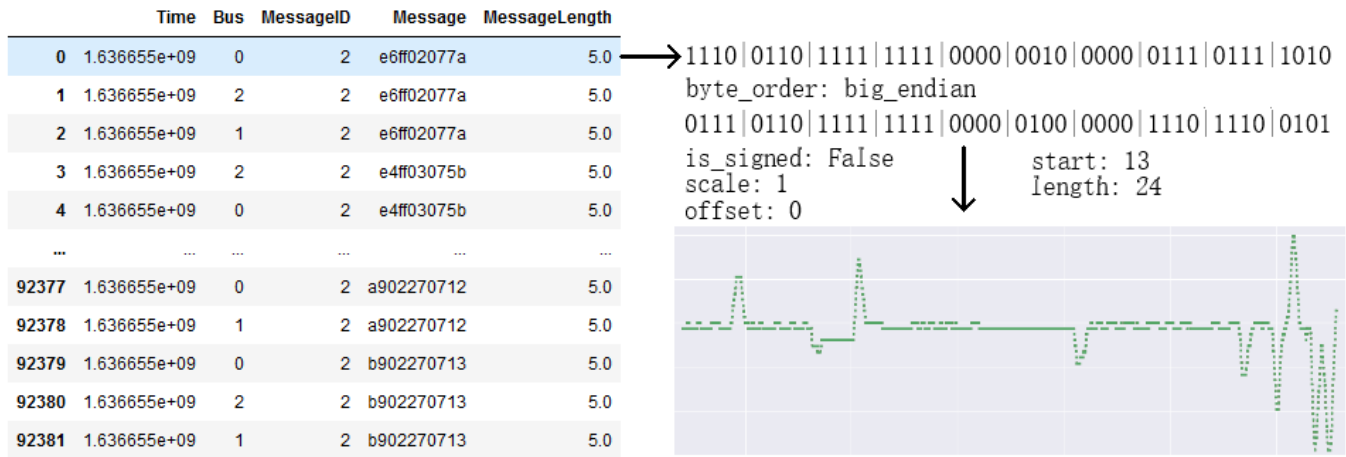 Time Bus MessageID Message MessageLength
0 1.636655e+09 0 2 e6ff02077a 5.0
1 1.636655e+09 2 2 e6ff02077a 5.0
2 1.636655e+09 1 2 e6ff02077a 5.0
3 1.636655e+09 2 2 e4ff03075b 5.0
4 1.636655e+09 0 2 e4ff03075b 5.0
... ... ... ... ... ...
92377 1.636655e+09 0 2 a902270712 5.0
92378 1.636655e+09 1 2 a902270712 5.0
92379 1.636655e+09 0 2 b902270713 5.0
92380 1.636655e+09 2 2 b902270713 5.0
92381 1.636655e+09 1 2 b902270713 5.0
1110|0110|1111|1111|0000|0010|0000|0111|0111|1010
byte_order: big_endian
0111|0110|1111|1111|0000|0100|0000|1110|1110|0101
is_signed: False
scale: 1
offset: 0
start: 13
length: 24